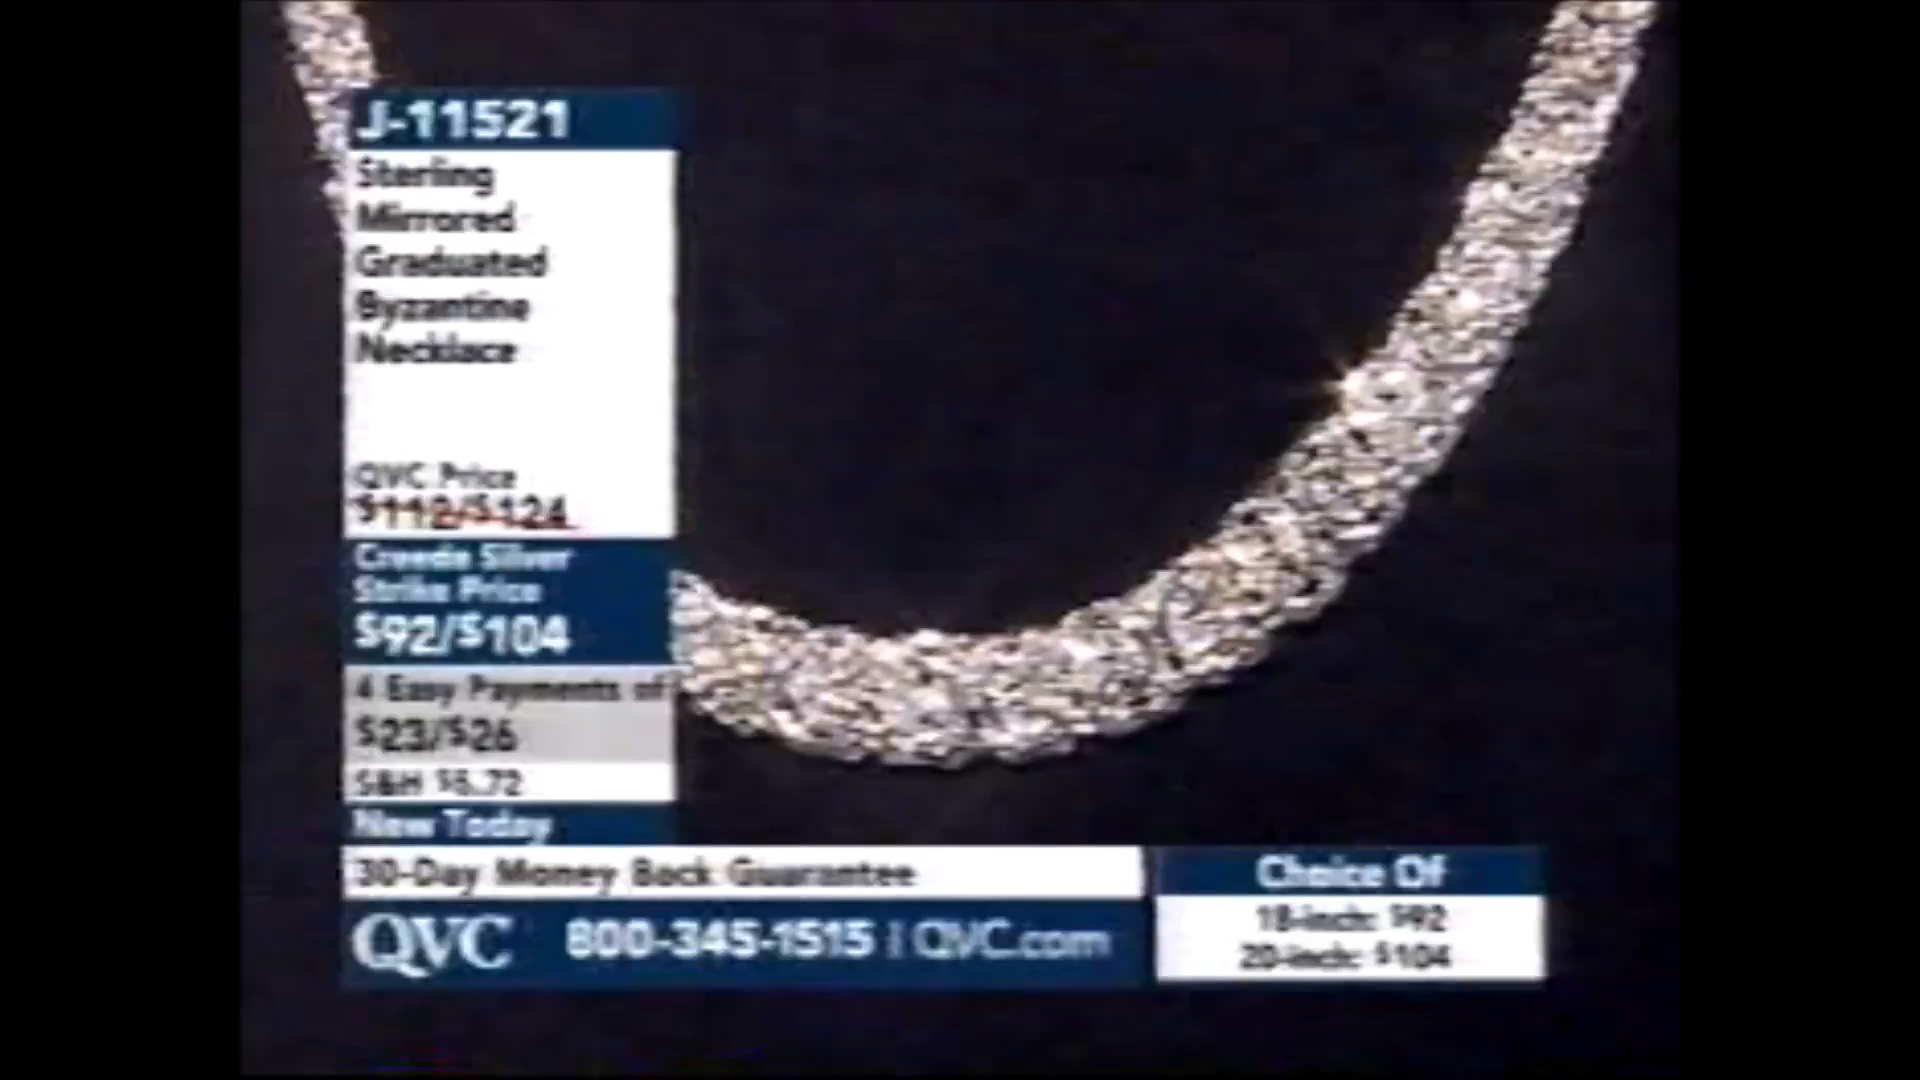 J-11521
Sterling
Mirrored
Graduated
Byzantine
Necklace
QVC Price
$112/$124
Creede Silver
Strike Price
$92/$104
4 Easy Payments of
$23/$26
S&H $5.72
New Today
30-Day Money Back Guarantee
QVC 800-345-1515 | QVC.com
Choice Of
18-inch: $92
20-inch: $104